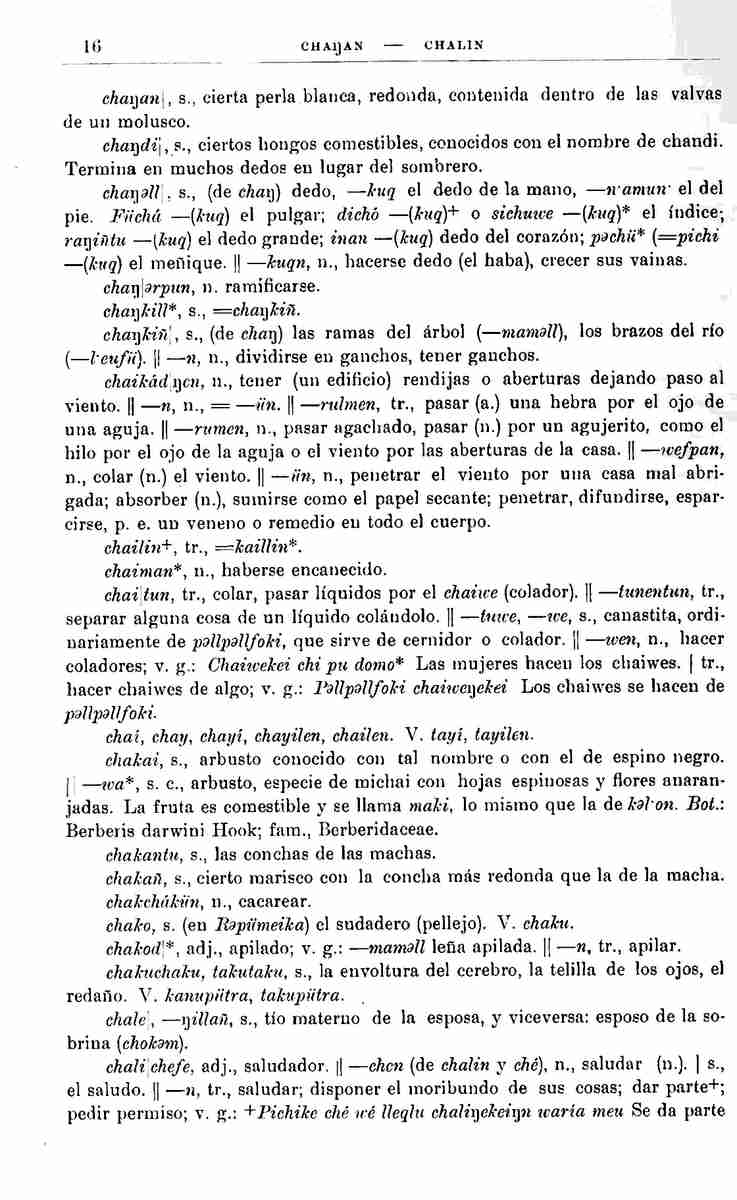 16 CHAŊAN — CHALIN
chaŋan|, s., cierta perla blanca, redonda, contenida dentro de las valvas
de un molusco.
chaŋdi|, s., ciertos hongos comestibles, conocidos con el nombre de chandi.
Termina en muchos dedos en lugar del sombrero.
chaŋəll|, s., (de chaŋ) dedo, —kuq el dedo de la mano, —n·amun· el del
pie. Füchá —(kuq) el pulgar; dichó —(kuq)+ o sichuwe —(kuq)* el índice;
raŋiñtu —(kuq) el dedo grande; inan —(kuq) dedo del corazón; pəchü* (=pichi
—(kuq) el meñique. || —kuqn, n., hacerse dedo (el haba), crecer sus vainas.
chaŋ|ərpun, n. ramificarse.
chaŋkill*, s., =chaŋkiñ.
chaŋkiñ|, s., (de chaŋ) las ramas del árbol (—maməll), los brazos del río
(—l·eufü). || —n, n., dividirse en ganchos, tener ganchos.
chaikád|ŋen, n., tener (un edificio) rendijas o aberturas dejando paso al
viento. || —n, n., = —ün. || —rulmen, tr., pasar (a.) una hebra por el ojo de
una aguja. || —rumen, n., pasar agachado, pasar (n.) por un agujerito, como el
hilo por el ojo de la aguja o el viento por las aberturas de la casa. || —wefpan,
n., colar (n.) el viento. || —ün, n., penetrar el viento por una casa mal abri-
gada; absorber (n.), sumirse como el papel secante; penetrar, difundirse, espar-
cirse, p. e. un veneno o remedio en todo el cuerpo.
chailin+, tr., =kaillin*.
chaiman*, n., haberse encanecido.
chai|tun, tr., colar, pasar líquidos por el chaiwe (colador). || —tunentun, tr.,
separar alguna cosa de un líquido colándolo. || —tuwe, —we, s., canastita, ordi-
nariamente de pəllpəllfoki, que sirve de cernidor o colador. || —wen, n., hacer
coladores; v. g.: Chaiwekei chi pu domo* Las mujeres hacen los chaiwes. | tr.,
hacer chaiwes de algo; v. g.: Pəllpəllfoki chaiweŋekei Los chaiwes se hacen de
pəllpəllfoki.
chai, chay, chayí, chayilen, chailen. V. tayí, tayilen.
chakai, s., arbusto conocido con tal nombre o con el de espino negro.
|| —wa*, s. c., arbusto, especie de michai con hojas espinosas y flores anaran-
jadas. La fruta es comestible y se llama maki, lo mismo que la de kəl·on. Bot.:
Berberis darwini Hook; fam., Berberidaceae.
chakantu, s., las conchas de las machas.
chakañ, s., cierto marisco con la concha más redonda que la de la macha.
chakchákün, n., cacarear.
chako, s. (en Rəpümeika) el sudadero (pellejo). V. chaku.
chakod|*, adj., apilado; v. g.: —maməll leña apilada. || —n, tr., apilar.
chakuchaku, takutaku, s., la envoltura del cerebro, la telilla de los ojos, el
redaño. V. kanupütra, takupütra.
chale|, —ŋillañ, s., tío materno de la esposa, y viceversa: esposo de la so-
brina (chokəm).
chali|chefe, adj., saludador. || —chen (de chalin y ché), n., saludar (n.). | s.,
el saludo. || —n, tr., saludar; disponer el moribundo de sus cosas; dar parte+;
pedir permiso; v. g.: +Pichike ché wé lleqlu chaliŋekeiŋn waría meu Se da parte